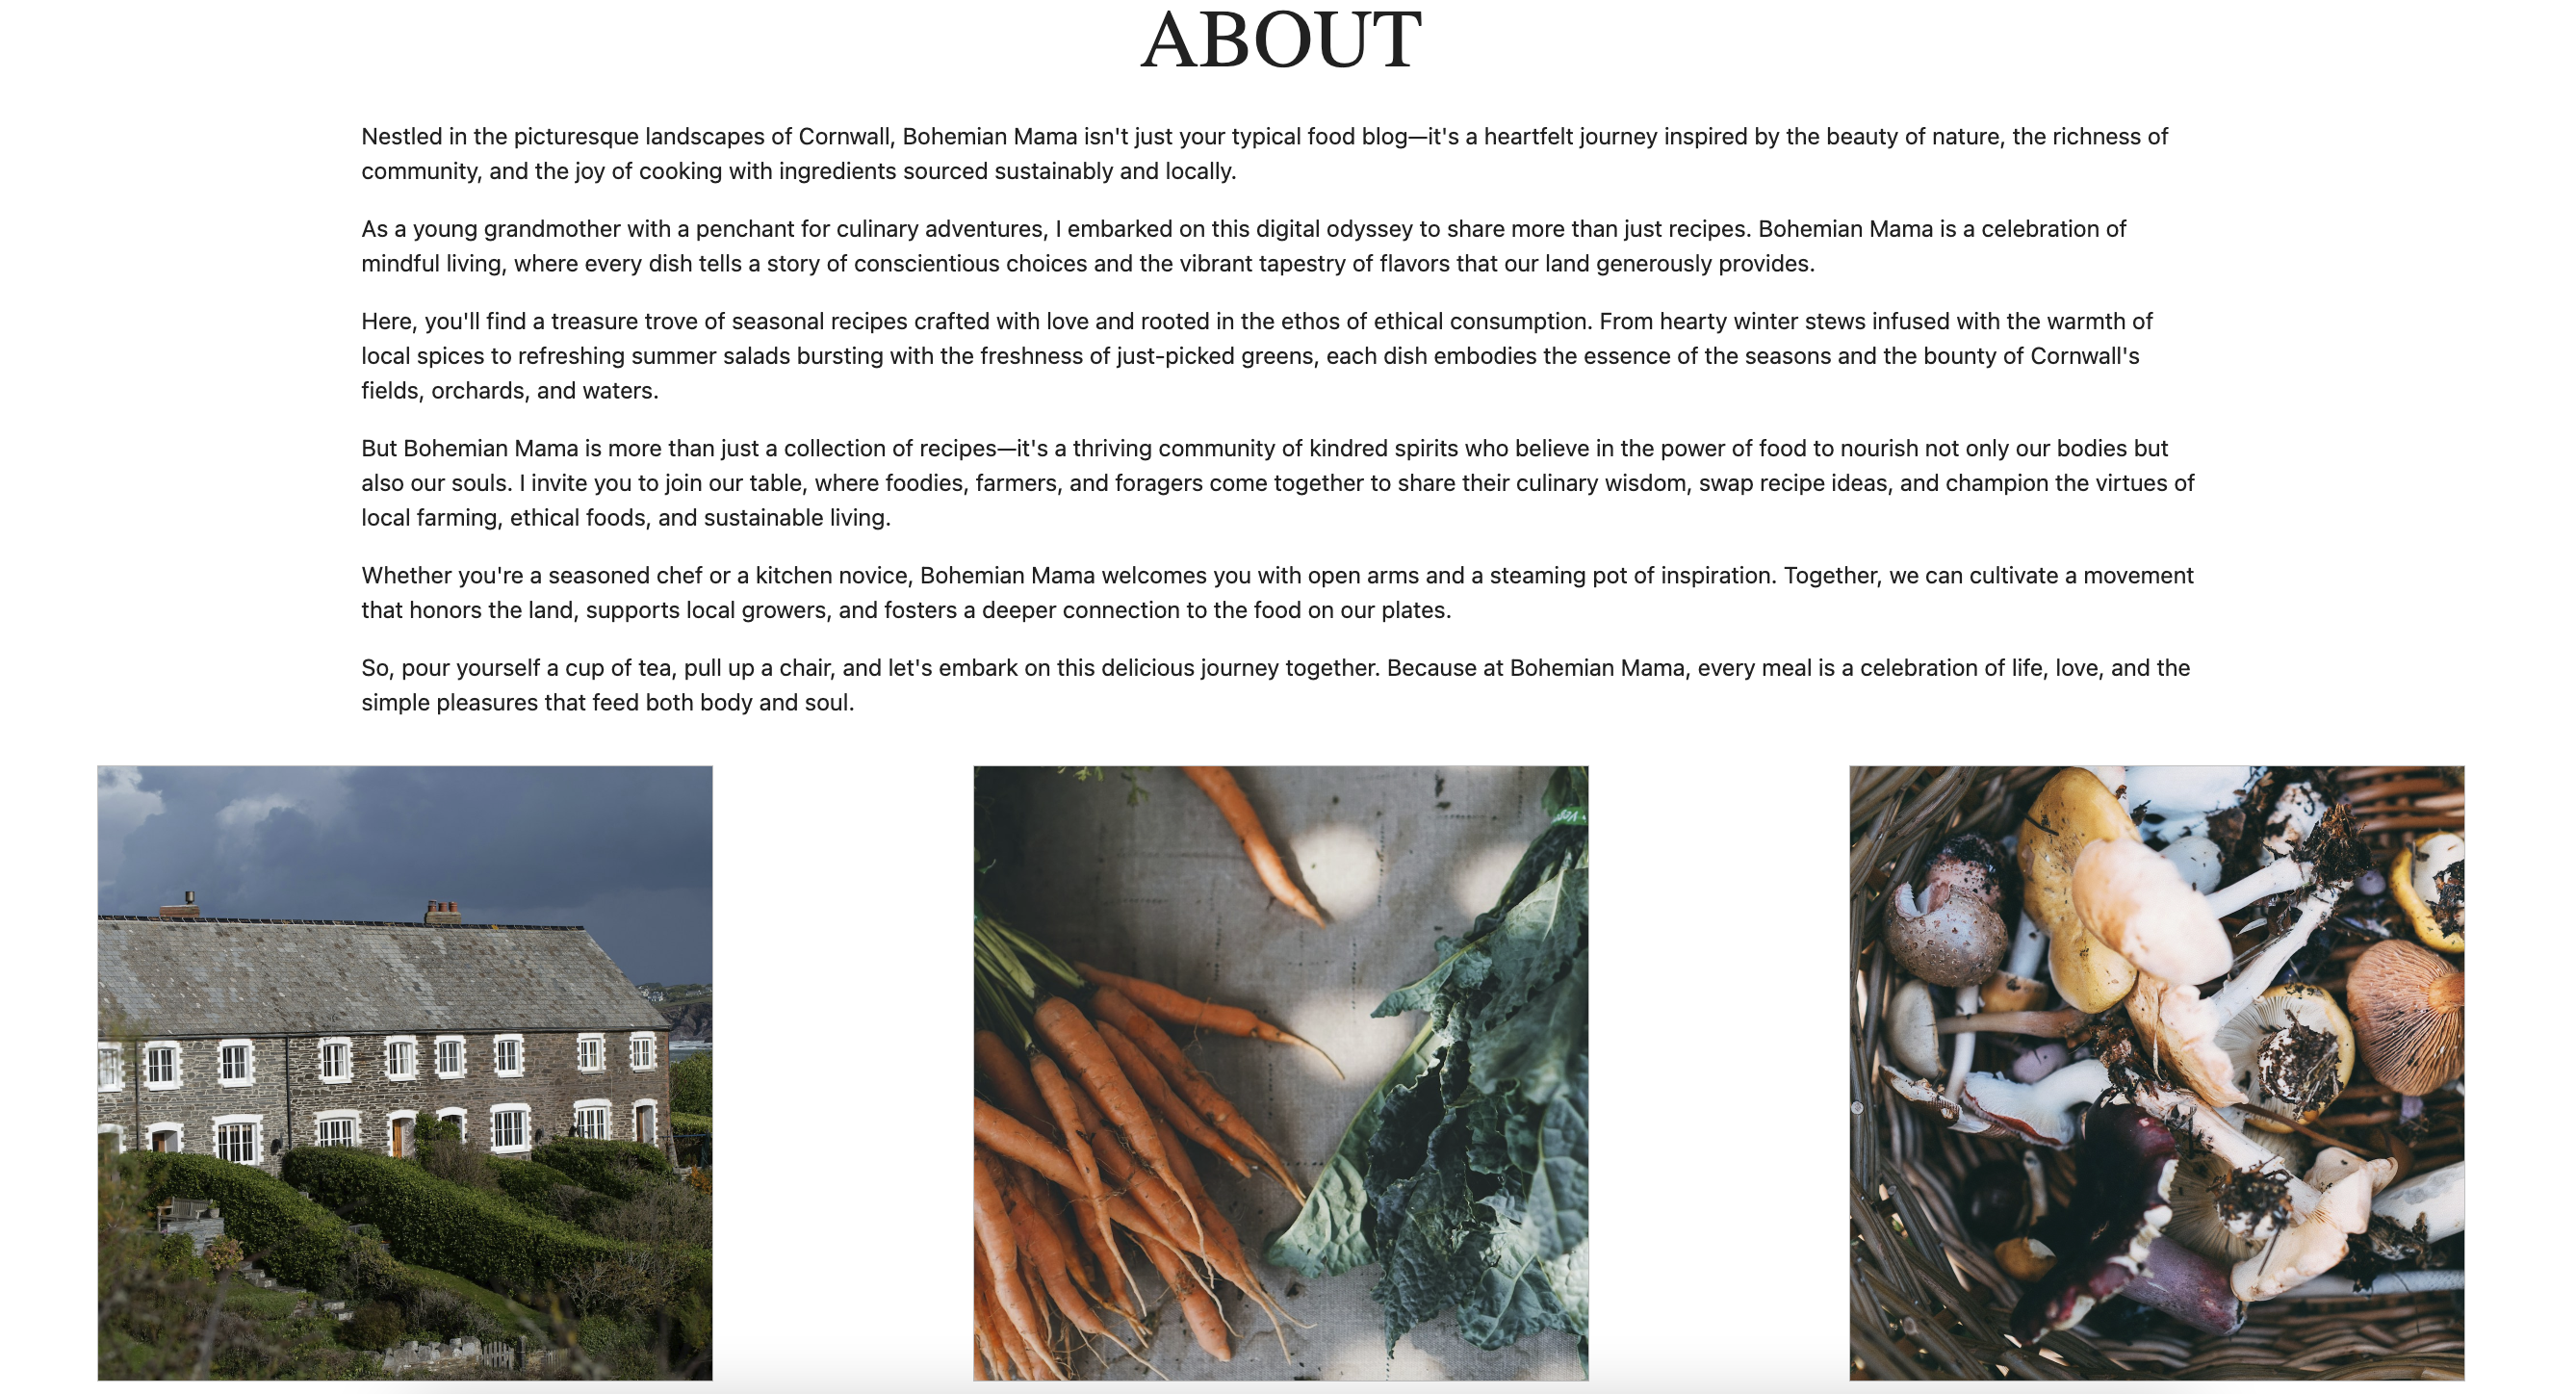 ABOUT
Nestled in the picturesque landscapes of Cornwall, Bohemian Mama isn't just your typical food blog—it's a heartfelt journey inspired by the beauty of nature, the richness of
community, and the joy of cooking with ingredients sourced sustainably and locally.
As a young grandmother with a penchant for culinary adventures, I embarked on this digital odyssey to share more than just recipes. Bohemian Mama is a celebration of
mindful living, where every dish tells a story of conscientious choices and the vibrant tapestry of flavors that our land generously provides.
Here, you'll find a treasure trove of seasonal recipes crafted with love and rooted in the ethos of ethical consumption. From hearty winter stews infused with the warmth of
local spices to refreshing summer salads bursting with the freshness of just-picked greens, each dish embodies the essence of the seasons and the bounty of Cornwall's
fields, orchards, and waters.
But Bohemian Mama is more than just a collection of recipes—it's a thriving community of kindred spirits who believe in the power of food to nourish not only our bodies but
also our souls. I invite you to join our table, where foodies, farmers, and foragers come together to share their culinary wisdom, swap recipe ideas, and champion the virtues of
local farming, ethical foods, and sustainable living.
Whether you're a seasoned chef or a kitchen novice, Bohemian Mama welcomes you with open arms and a steaming pot of inspiration. Together, we can cultivate a movement
that honors the land, supports local growers, and fosters a deeper connection to the food on our plates.
So, pour yourself a cup of tea, pull up a chair, and let's embark on this delicious journey together. Because at Bohemian Mama, every meal is a celebration of life, love, and the
simple pleasures that feed both body and soul.